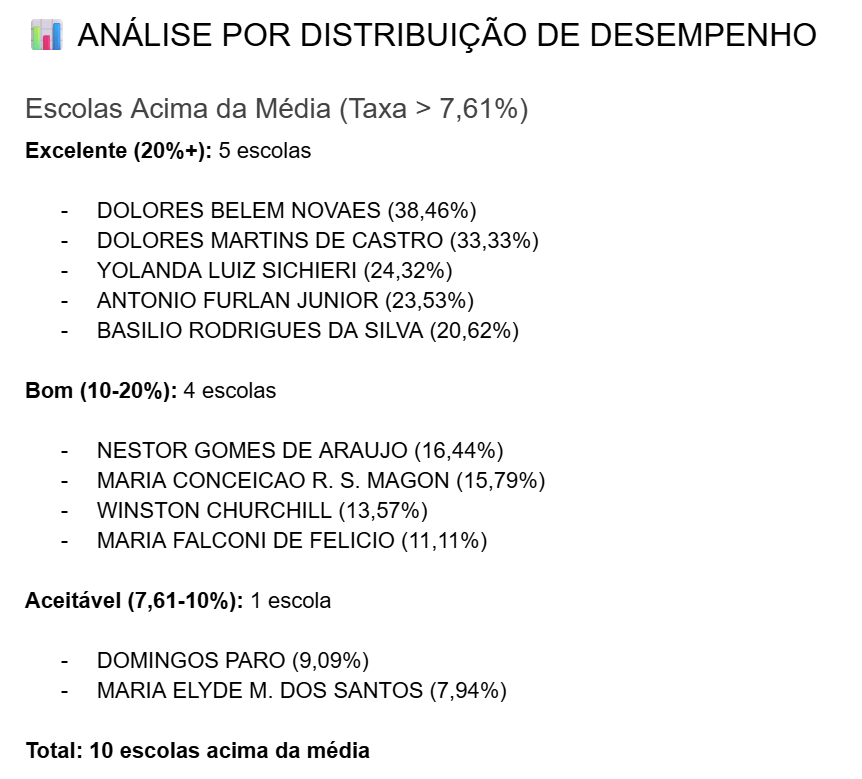 ANÁLISE POR DISTRIBUIÇÃO DE DESEMPENHO
Escolas Acima da Média (Taxa > 7,61%)
Excelente (20%+): 5 escolas
- DOLORES BELEM NOVAES (38,46%)
- DOLORES MARTINS DE CASTRO (33,33%)
- YOLANDA LUIZ SICHIERI (24,32%)
- ANTONIO FURLAN JUNIOR (23,53%)
- BASILIO RODRIGUES DA SILVA (20,62%)
Bom (10-20%): 4 escolas
- NESTOR GOMES DE ARAUJO (16,44%)
- MARIA CONCEICAO R. S. MAGON (15,79%)
- WINSTON CHURCHILL (13,57%)
- MARIA FALCONI DE FELICIO (11,11%)
Aceitável (7,61-10%): 1 escola
- DOMINGOS PARO (9,09%)
- MARIA ELYDE M. DOS SANTOS (7,94%)
Total: 10 escolas acima da média